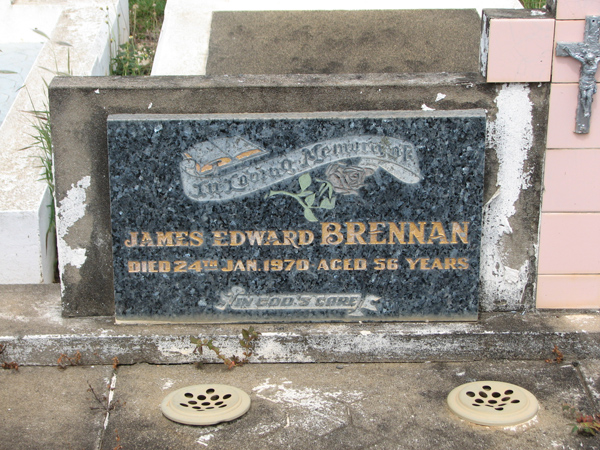 In Loving Memory of
JAMES EDWARD BRENNAN
DIED 24TH JAN. 1970 AGED 56 YEARS
IN GOD'S CARE